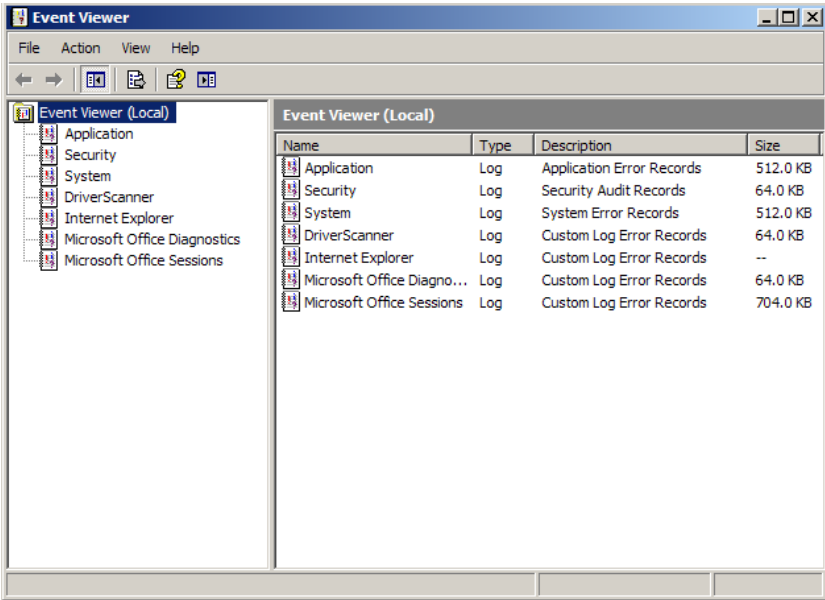 Event Viewer
File Action View Help
Event Viewer (Local)
Application
Security
System
DriverScanner
Internet Explorer
Microsoft Office Diagnostics
Microsoft Office Sessions
Event Viewer (Local)
Name Type Description Size
Application Log Application Error Records 512.0 KB
Security Log Security Audit Records 64.0 KB
System Log System Error Records 512.0 KB
DriverScanner Log Custom Log Error Records 64.0 KB
Internet Explorer Log Custom Log Error Records --
Microsoft Office Diagno... Log Custom Log Error Records 64.0 KB
Microsoft Office Sessions Log Custom Log Error Records 704.0 KB